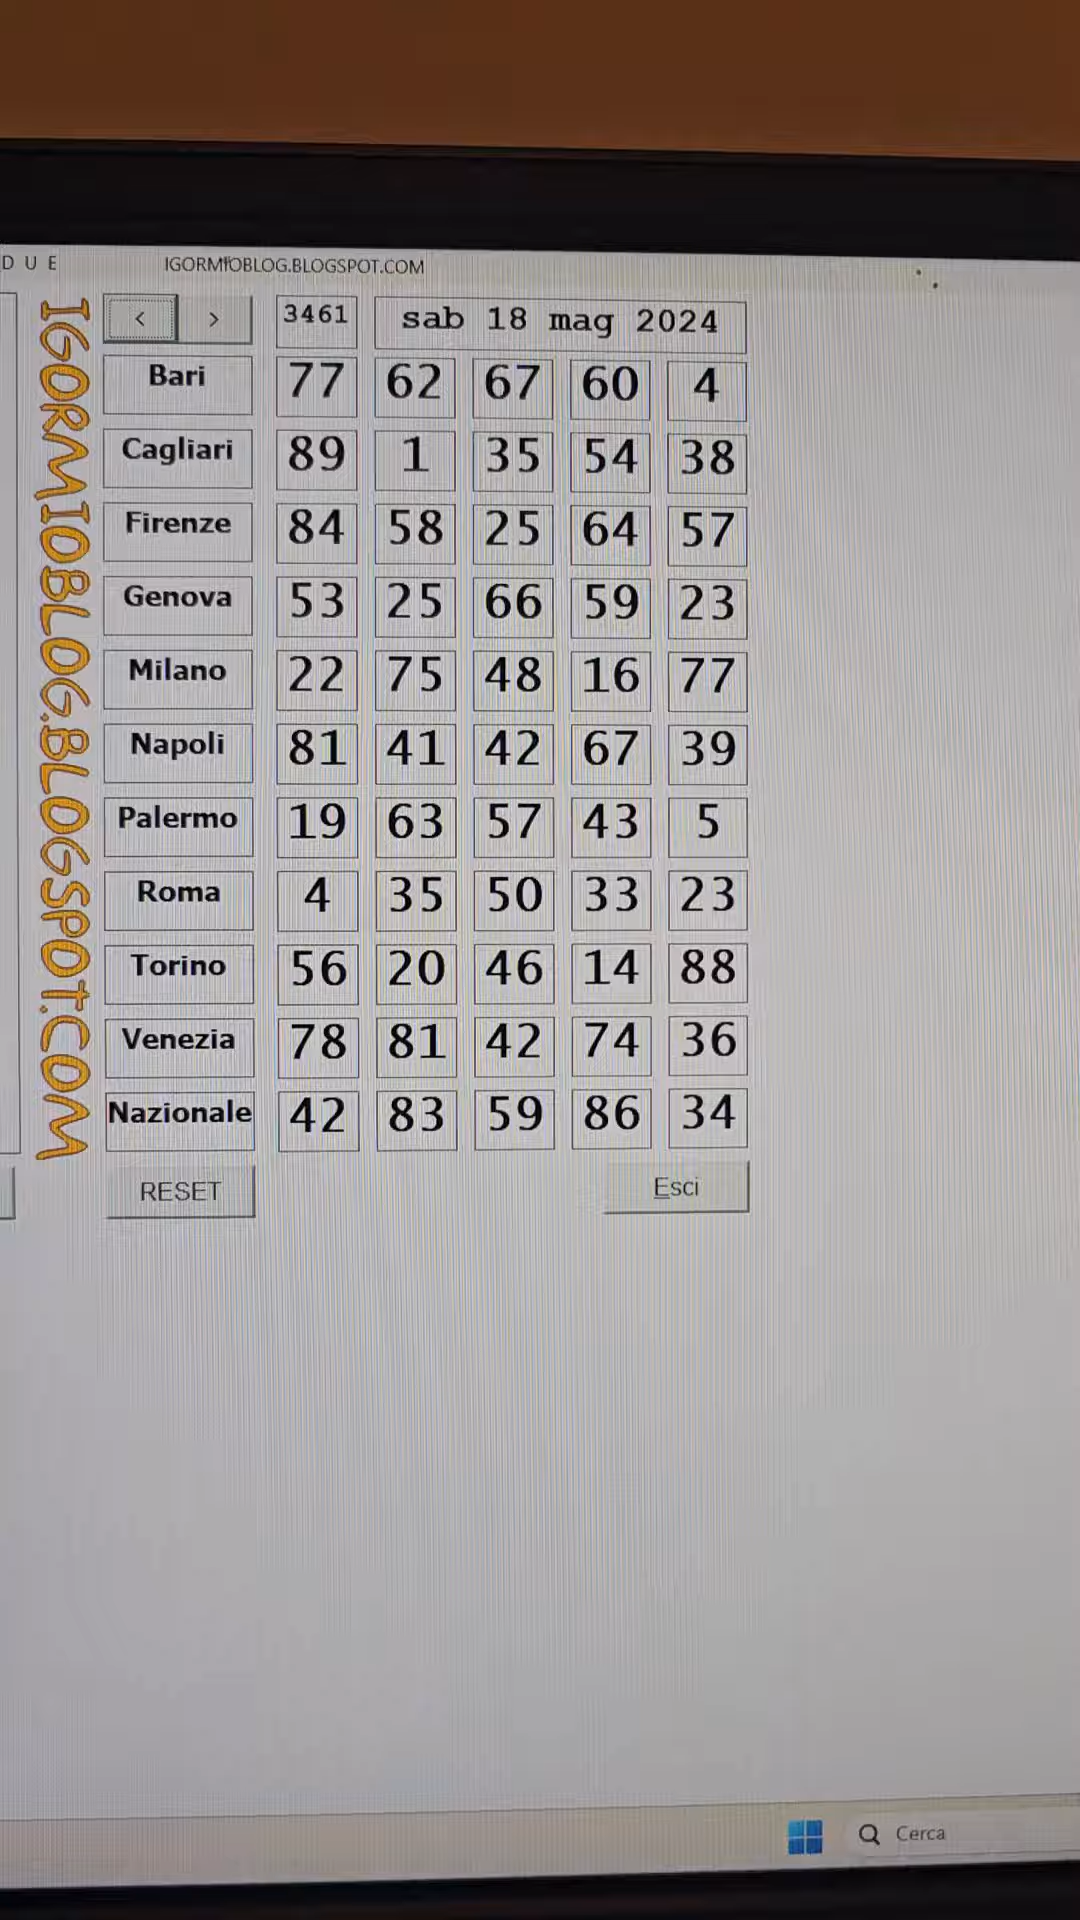 D U E IGORMIOBLOG.BLOGSPOT.COM
IGORMIOBLOG.BLOGSPOT.COM
< > 3461 sab 18 mag 2024
Bari 77 62 67 60 4
Cagliari 89 1 35 54 38
Firenze 84 58 25 64 57
Genova 53 25 66 59 23
Milano 22 75 48 16 77
Napoli 81 41 42 67 39
Palermo 19 63 57 43 5
Roma 4 35 50 33 23
Torino 56 20 46 14 88
Venezia 78 81 42 74 36
Nazionale 42 83 59 86 34
RESET Esci
Cerca